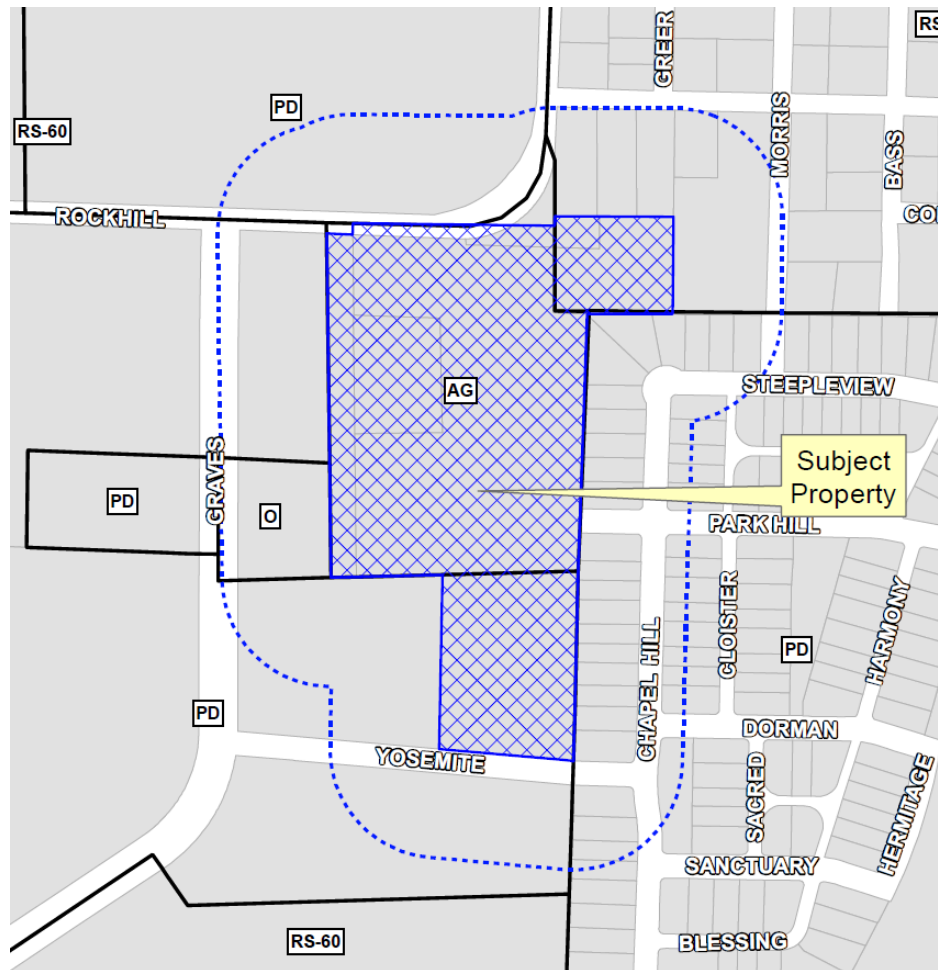 GREER
RS
PD
RS-60
MORRIS
BASS
ROCKHILL
CO
AG
STEEPLEVIEW
GRAVES
Subject
Property
PD
O
PARK HILL
CLOISTER
HARMONY
PD
CHAPEL HILL
PD
DORMAN
YOSEMITE
SACRED
HERMITAGE
SANCTUARY
RS-60
BLESSING